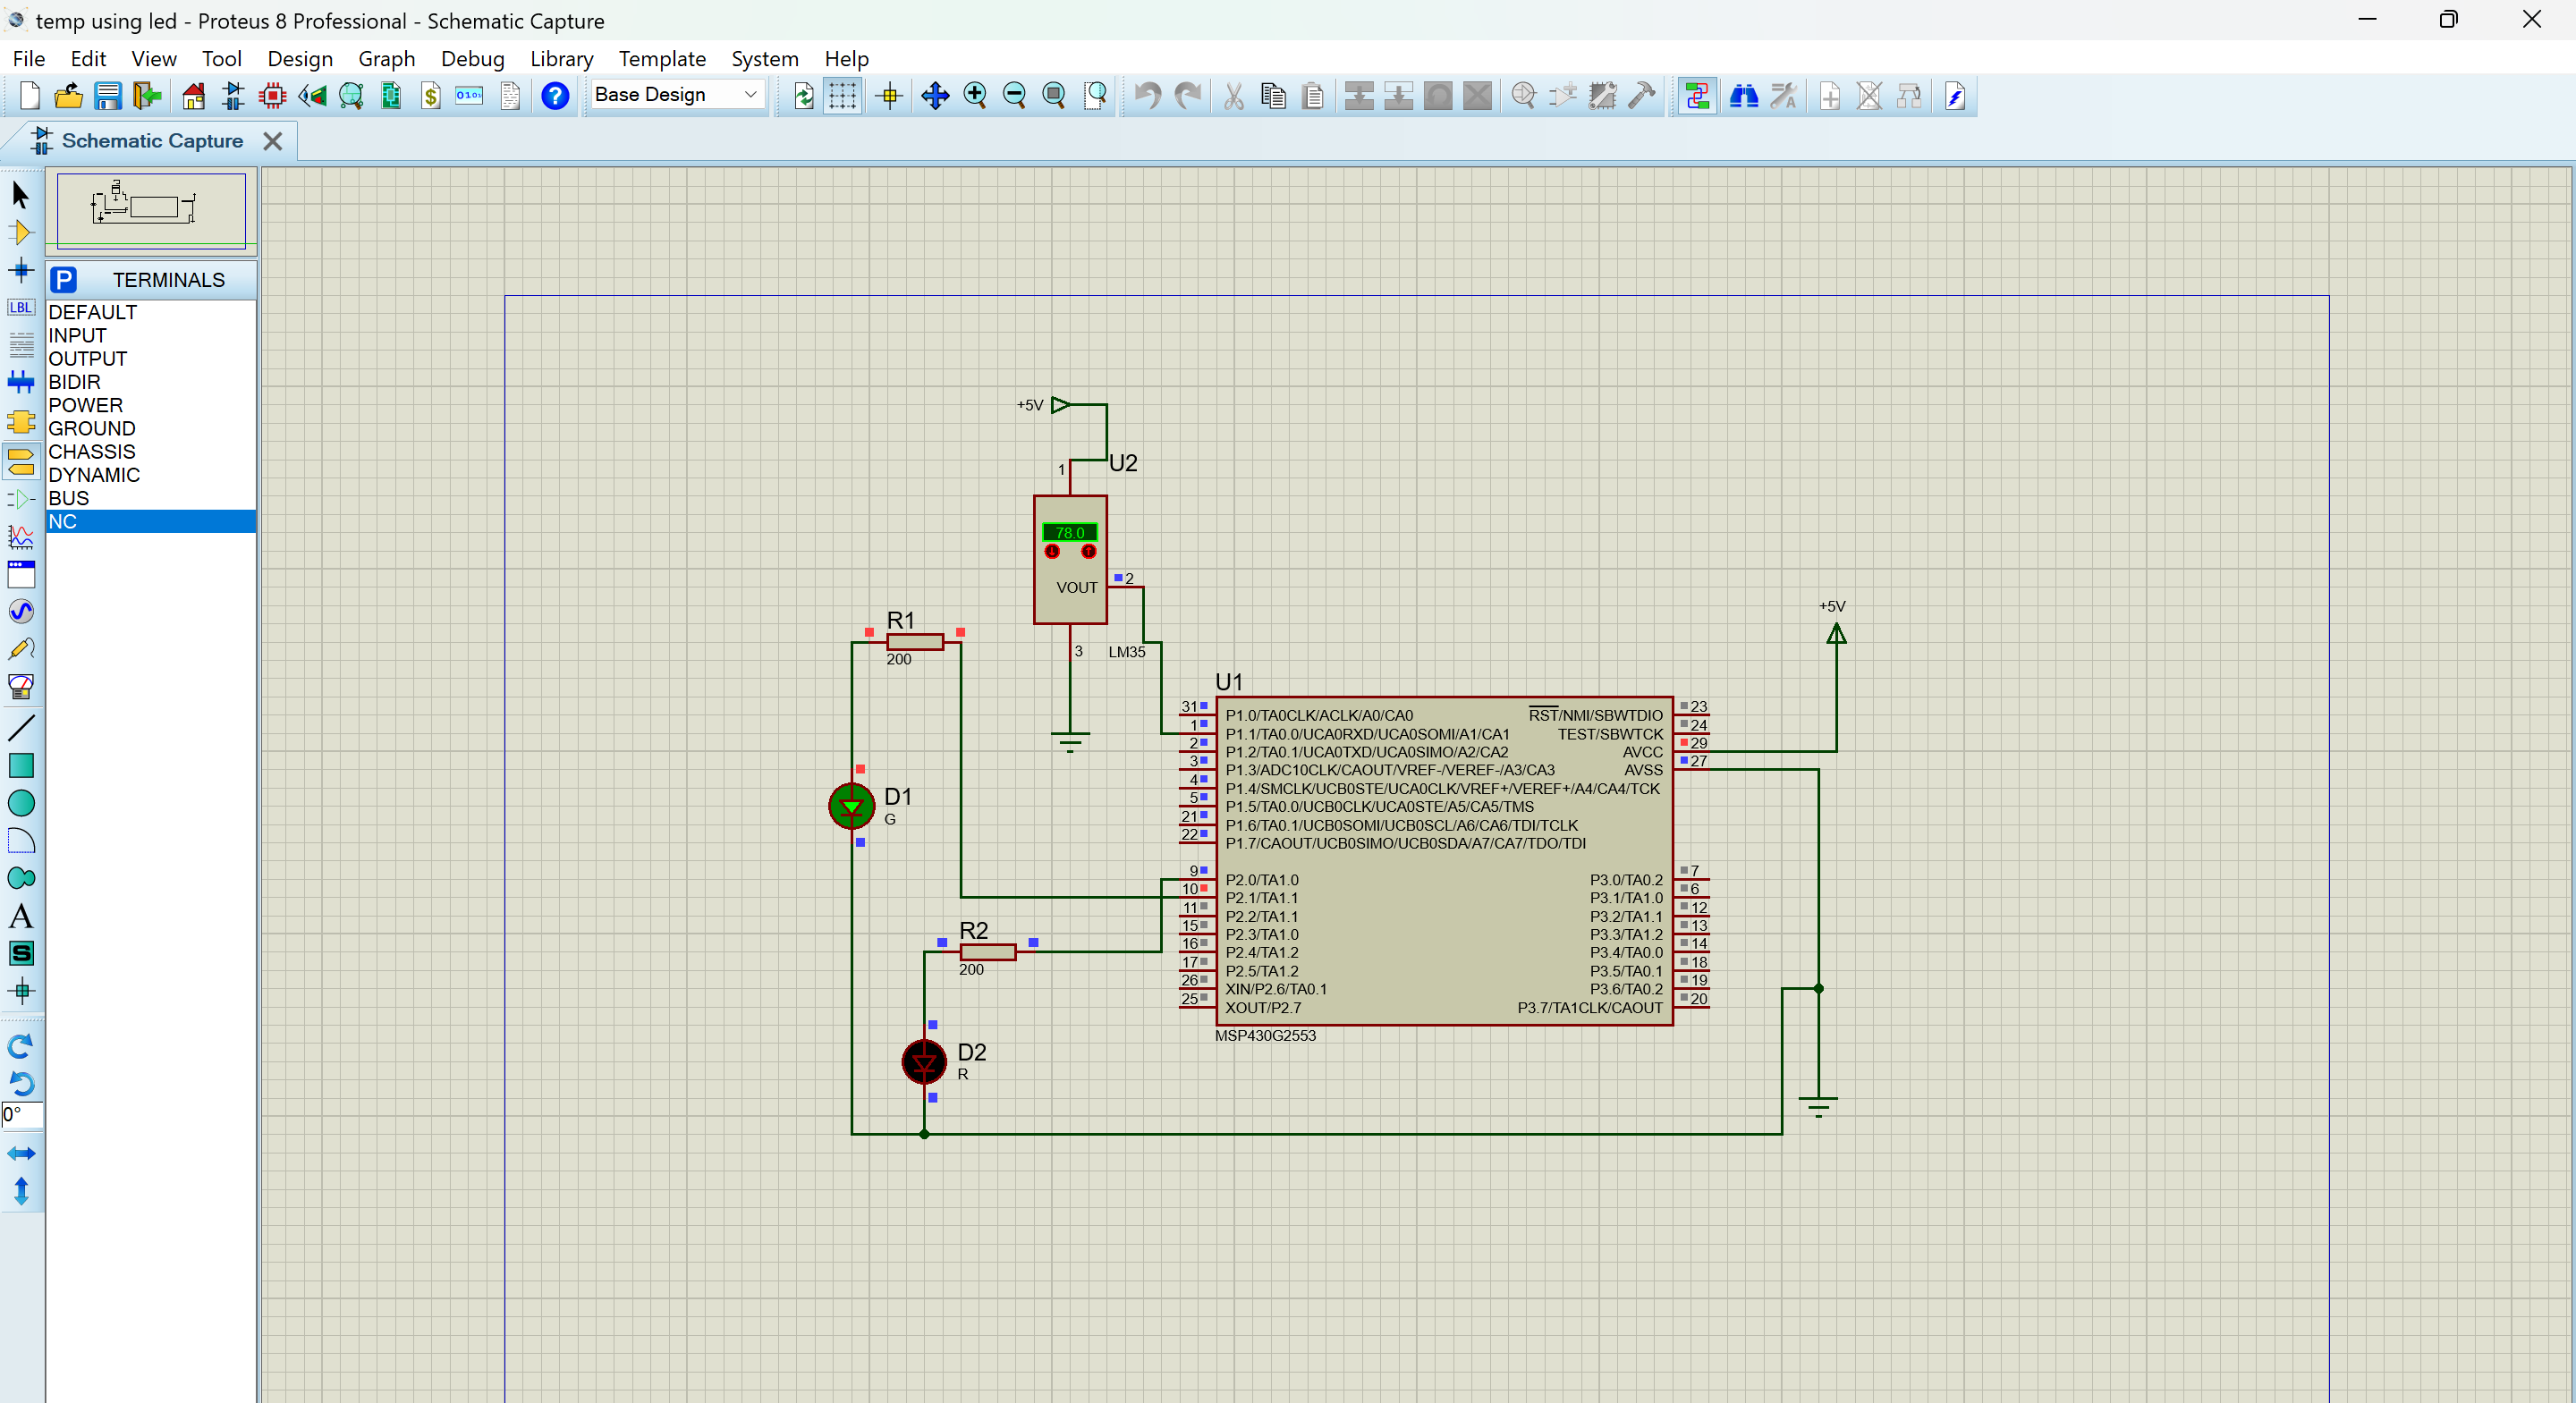 temp using led - Proteus 8 Professional - Schematic Capture
File Edit View Tool Design Graph Debug Library Template System Help
Base Design
Schematic Capture
P TERMINALS
LBL
DEFAULT
INPUT
OUTPUT
BIDIR
POWER
GROUND
CHASSIS
DYNAMIC
BUS
NC
A
S
0°
+5V
U2
1
78.0
VOUT
2
3
LM35
R1
200
D1
G
R2
200
D2
R
+5V
U1
31 P1.0/TA0CLK/ACLK/A0/CA0
1 P1.1/TA0.0/UCA0RXD/UCA0SOMI/A1/CA1
2 P1.2/TA0.1/UCA0TXD/UCA0SIMO/A2/CA2
3 P1.3/ADC10CLK/CAOUT/VREF-/VEREF-/A3/CA3
4 P1.4/SMCLK/UCB0STE/UCA0CLK/VREF+/VEREF+/A4/CA4/TCK
5 P1.5/TA0.0/UCB0CLK/UCA0STE/A5/CA5/TMS
21 P1.6/TA0.1/UCB0SOMI/UCB0SCL/A6/CA6/TDI/TCLK
22 P1.7/CAOUT/UCB0SIMO/UCB0SDA/A7/CA7/TDO/TDI
9 P2.0/TA1.0
10 P2.1/TA1.1
11 P2.2/TA1.1
15 P2.3/TA1.0
16 P2.4/TA1.2
17 P2.5/TA1.2
26 XIN/P2.6/TA0.1
25 XOUT/P2.7
RST/NMI/SBWTDIO 23
TEST/SBWTCK 24
AVCC 29
AVSS 27
P3.0/TA0.2 7
P3.1/TA1.0 6
P3.2/TA1.1 12
P3.3/TA1.2 13
P3.4/TA0.0 14
P3.5/TA0.1 18
P3.6/TA0.2 19
P3.7/TA1CLK/CAOUT 20
MSP430G2553